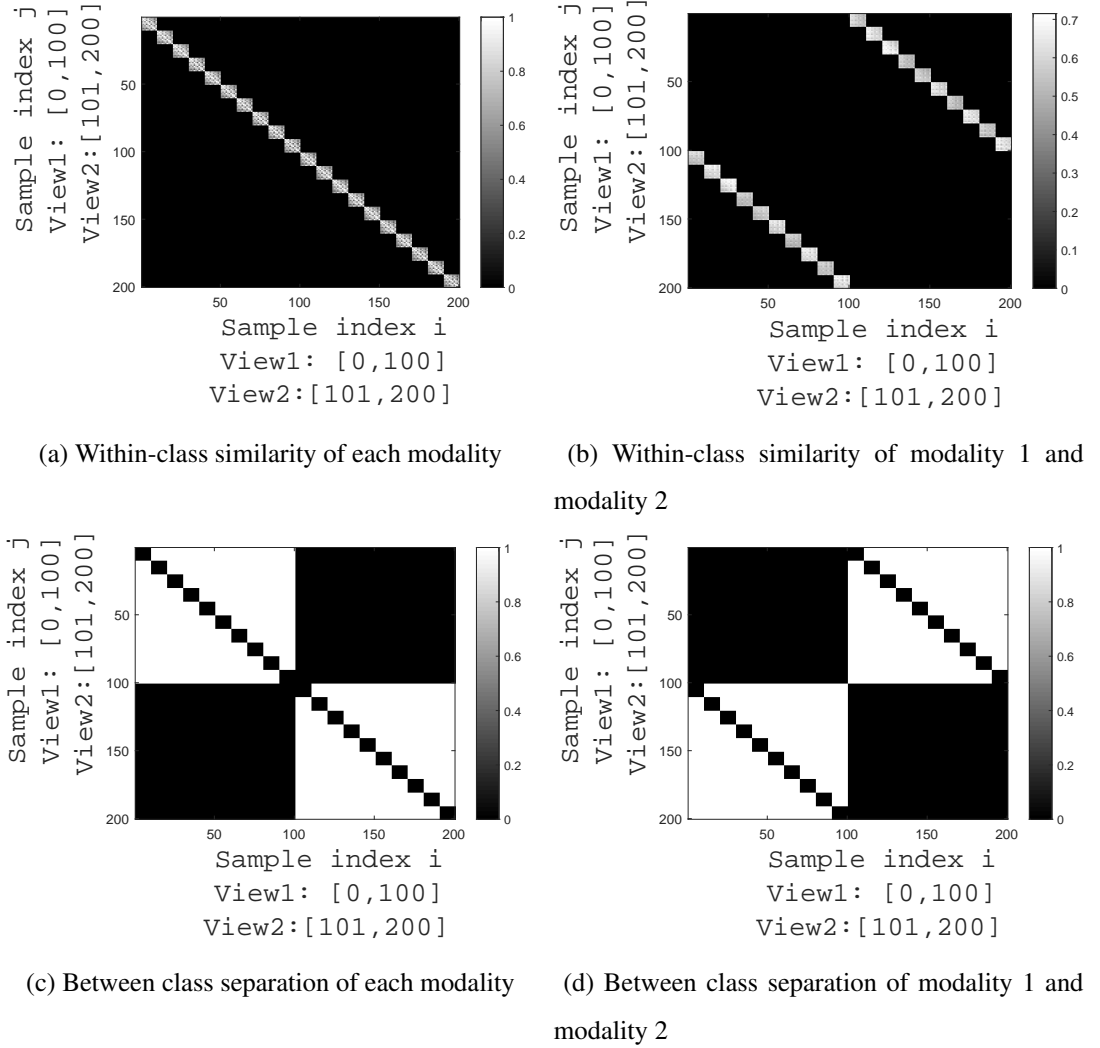 Sample index j
View1: [0,100]
View2:[101,200]
50
100
150
200
50
100
150
200
1
0.8
0.6
0.4
0.2
0
Sample index i
View1: [0,100]
View2:[101,200]
(a) Within-class similarity of each modality
Sample index j
View1: [0,100]
View2:[101,200]
50
100
150
200
50
100
150
200
0.7
0.6
0.5
0.4
0.3
0.2
0.1
0
Sample index i
View1: [0,100]
View2:[101,200]
(b) Within-class similarity of modality 1 and
modality 2
Sample index j
View1: [0,100]
View2:[101,200]
50
100
150
200
50
100
150
200
1
0.8
0.6
0.4
0.2
0
Sample index i
View1: [0,100]
View2:[101,200]
(c) Between class separation of each modality
Sample index j
View1: [0,100]
View2:[101,200]
50
100
150
200
50
100
150
200
1
0.8
0.6
0.4
0.2
0
Sample index i
View1: [0,100]
View2:[101,200]
(d) Between class separation of modality 1 and
modality 2